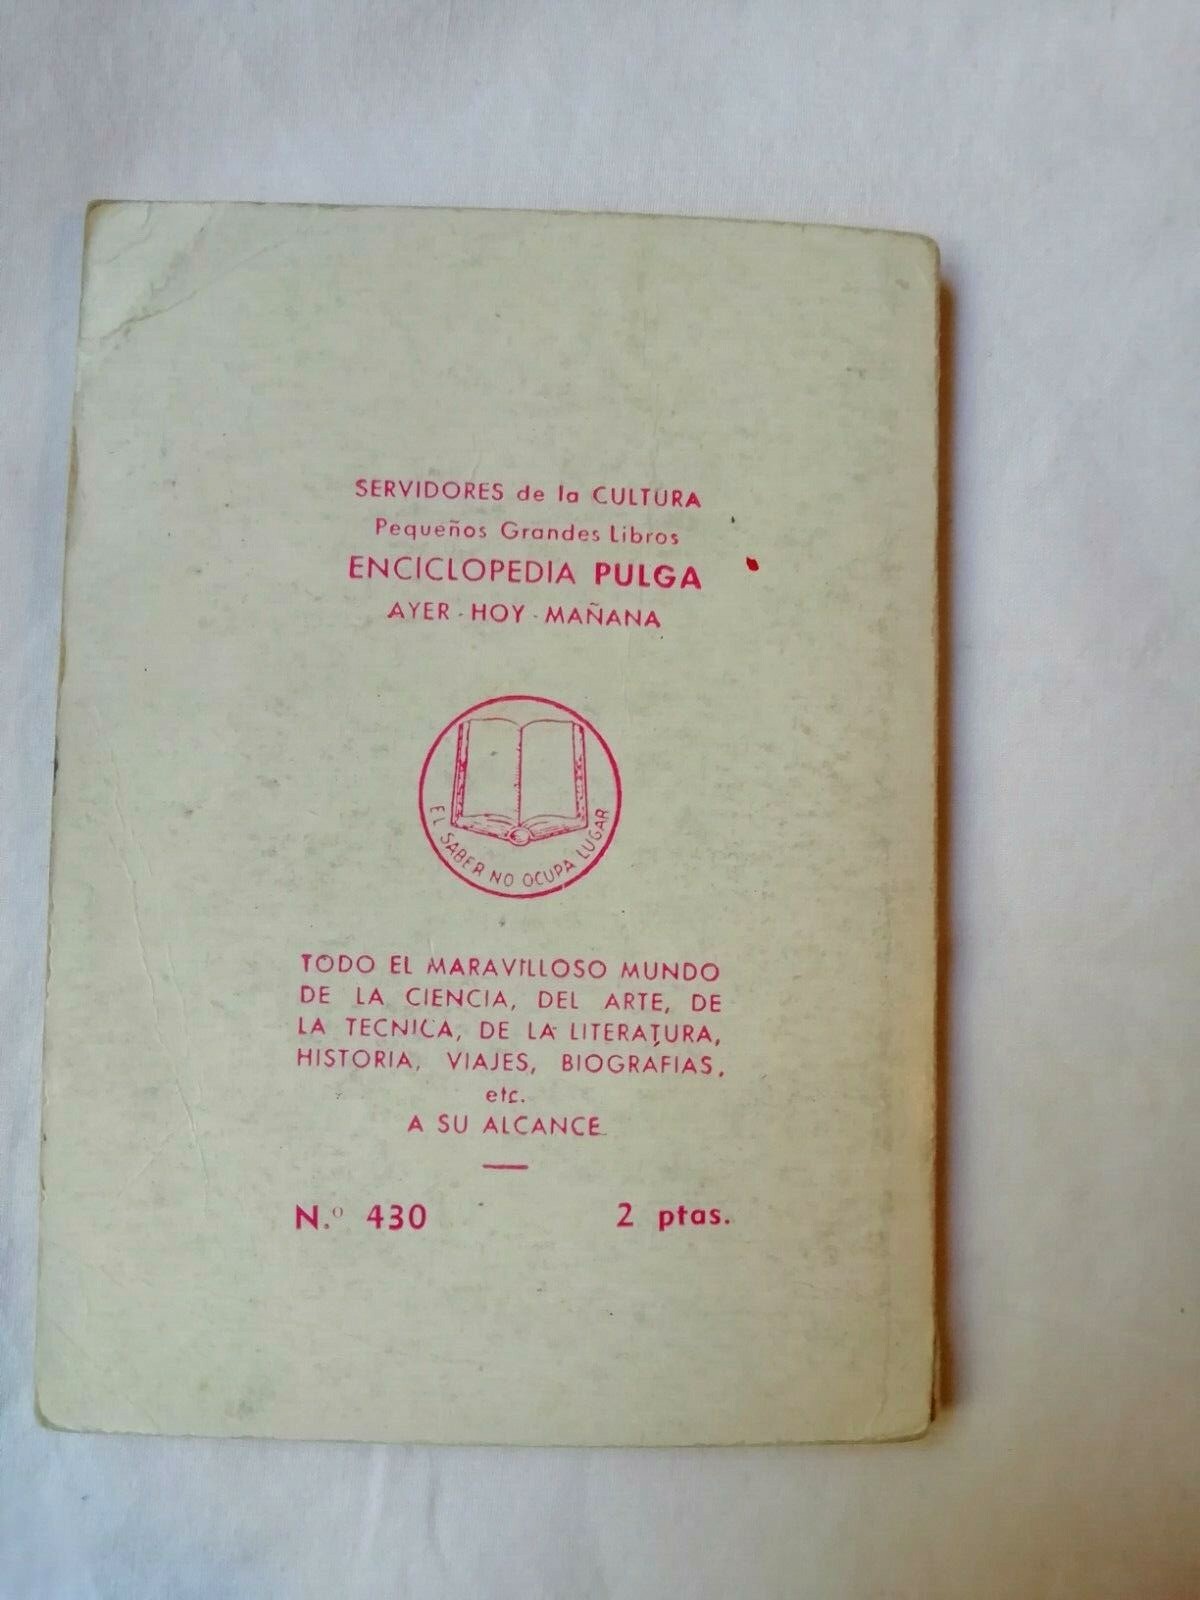 SERVIDORES de la CULTURA
Pequeños Grandes Libros
ENCICLOPEDIA PULGA
AYER - HOY - MAÑANA
EL SABER NO OCUPA LUGAR
TODO EL MARAVILLOSO MUNDO
DE LA CIENCIA, DEL ARTE, DE
LA TECNICA, DE LA LITERATURA,
HISTORIA, VIAJES, BIOGRAFIAS,
etc.
A SU ALCANCE
N.º 430 2 ptas.